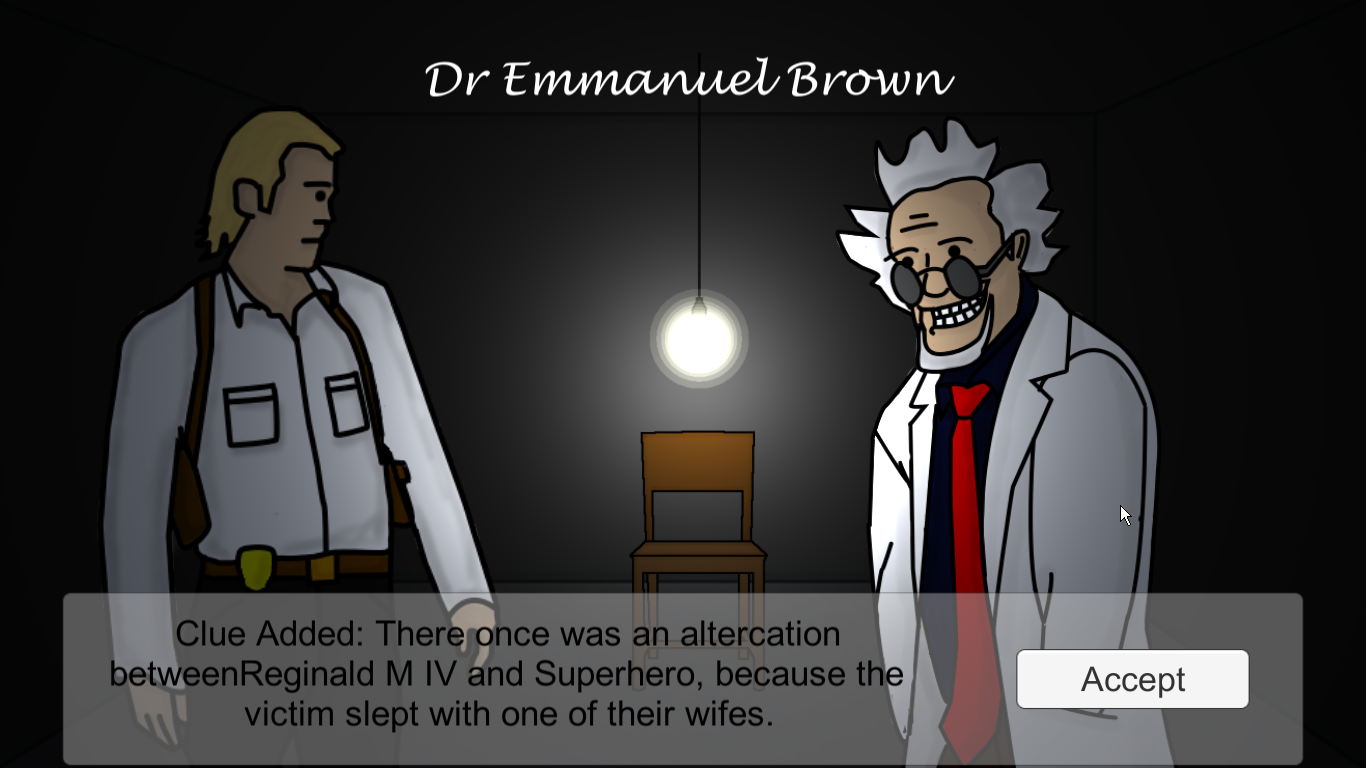 Dr Emmanuel Brown
Clue Added: There once was an altercation
betweenReginald M IV and Superhero, because the
victim slept with one of their wifes.
Accept